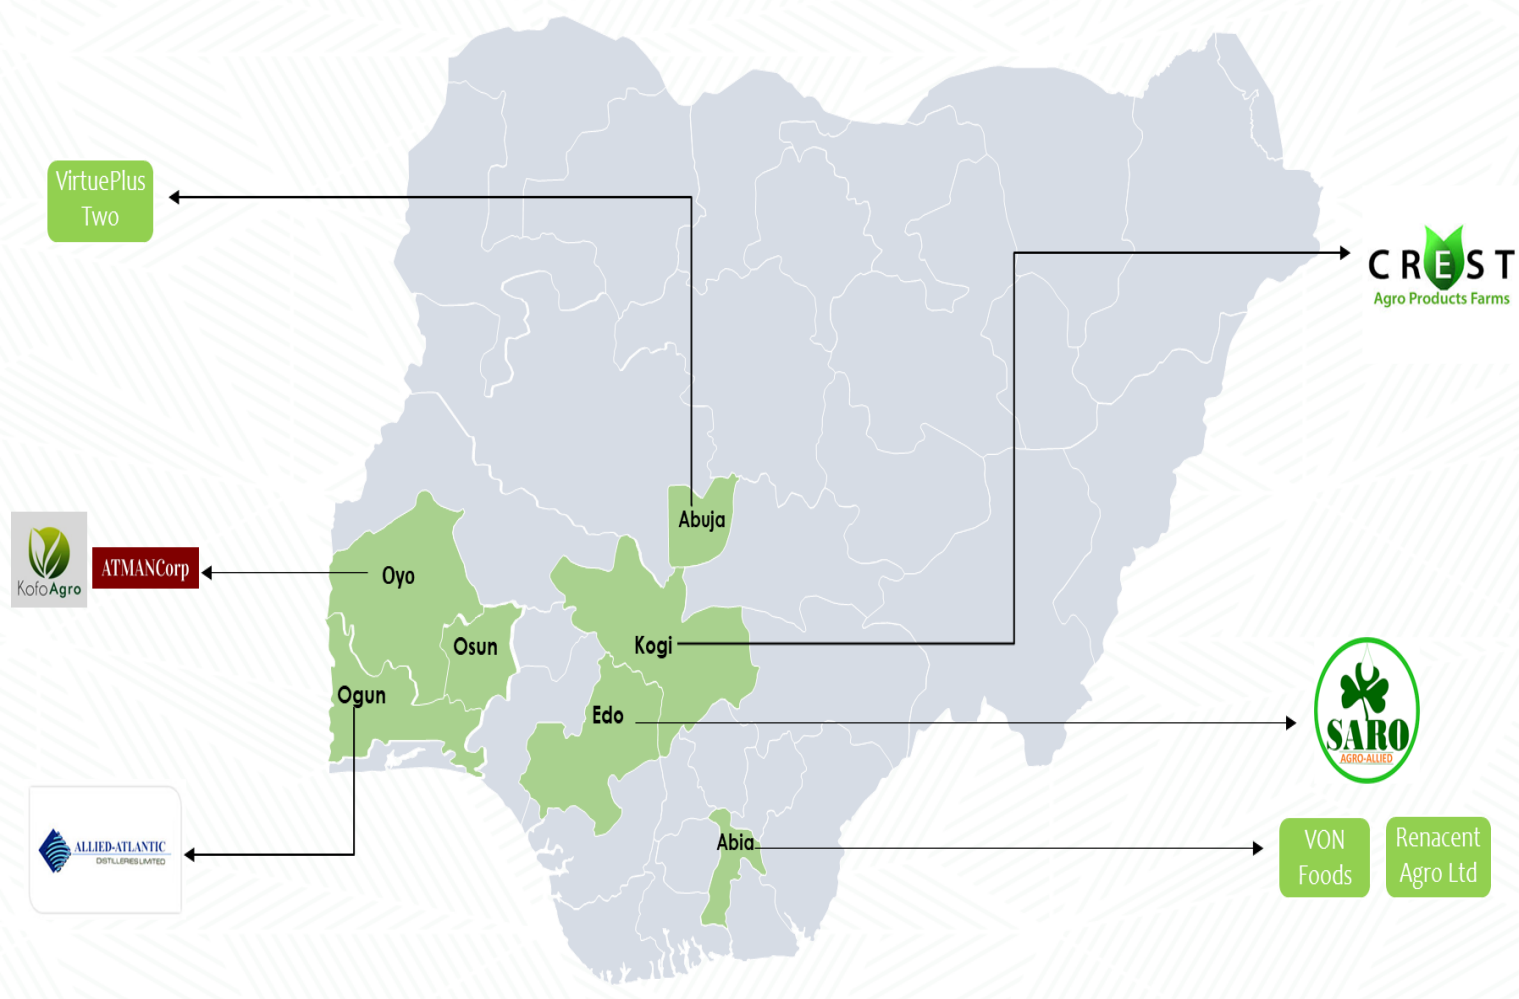 VirtuePlus
Two
CREST
Agro Products Farms
Abuja
KofoAgro
ATMANCorp
Oyo
Osun
Kogi
Ogun
Edo
SARO
AGRO-ALLIED
ALLIED-ATLANTIC
DISTILLERIES LIMITED
Abia
VON
Foods
Renacent
Agro Ltd